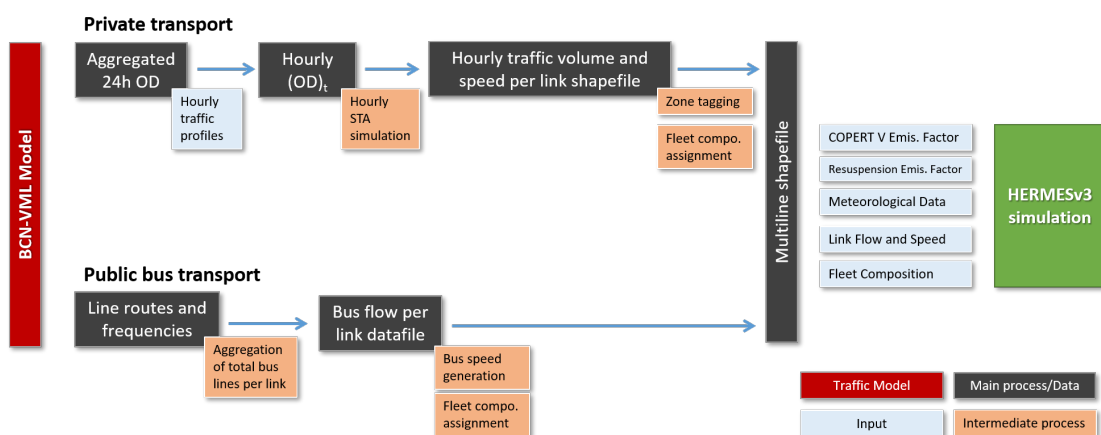 Private transport
BCN-VML Model
Aggregated
24h OD
Hourly
traffic
profiles
Hourly
(OD)t
Hourly
STA
simulation
Hourly traffic volume and
speed per link shapefile
Zone tagging
Fleet compo.
assignment
Multiline shapefile
COPERT V Emis. Factor
Resuspension Emis. Factor
Meteorological Data
Link Flow and Speed
Fleet Composition
HERMESv3
simulation
Public bus transport
Line routes and
frequencies
Aggregation
of total bus
lines per link
Bus flow per
link datafile
Bus speed
generation
Fleet compo.
assignment
Traffic Model
Main process/Data
Input
Intermediate process